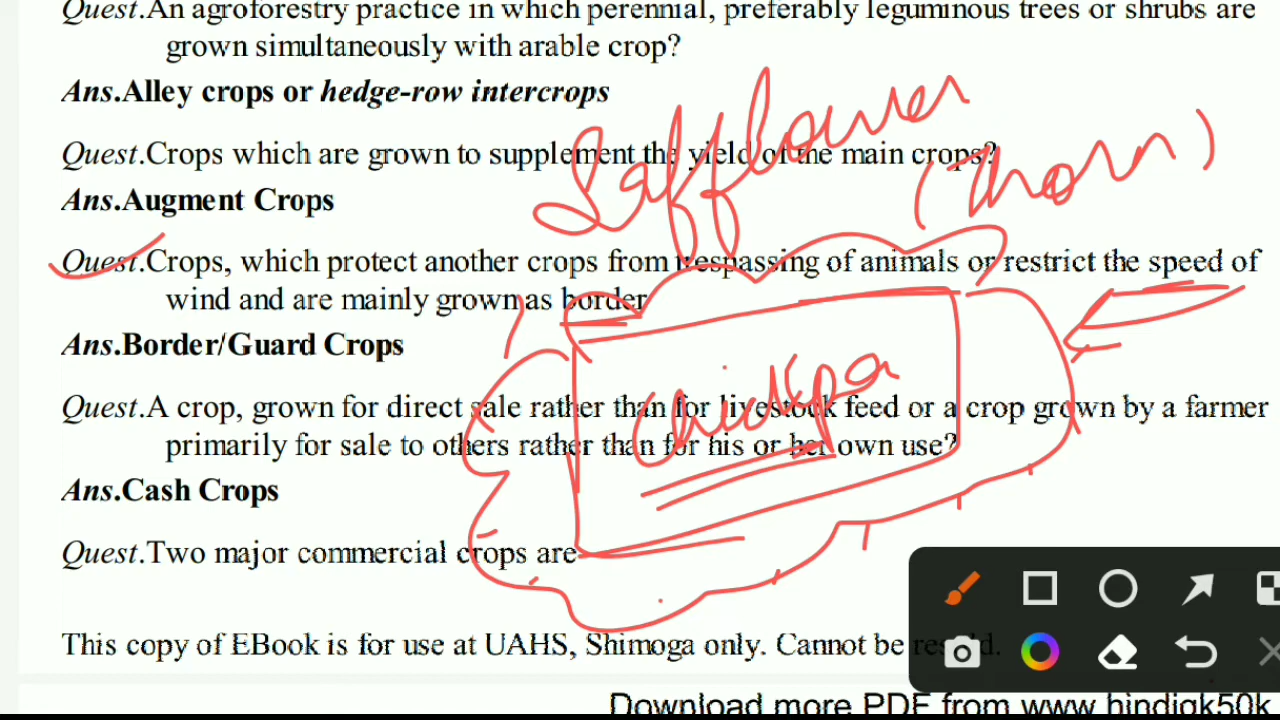 Quest.An agroforestry practice in which perennial, preferably leguminous trees or shrubs are
grown simultaneously with arable crop?
Ans.Alley crops or hedge-row intercrops
Safflower
(Thorn)
Quest.Crops which are grown to supplement the yield of the main crops?
Ans.Augment Crops
Quest.Crops, which protect another crops from trespassing of animals or restrict the speed of
wind and are mainly grown as border
Ans.Border/Guard Crops
Chickpa
Quest.A crop, grown for direct sale rather than for livestock feed or a crop grown by a farmer
primarily for sale to others rather than for his or her own use?
Ans.Cash Crops
Quest.Two major commercial crops are
This copy of EBook is for use at UAHS, Shimoga only. Cannot be resold.
Download more PDF from www.hindigk50k